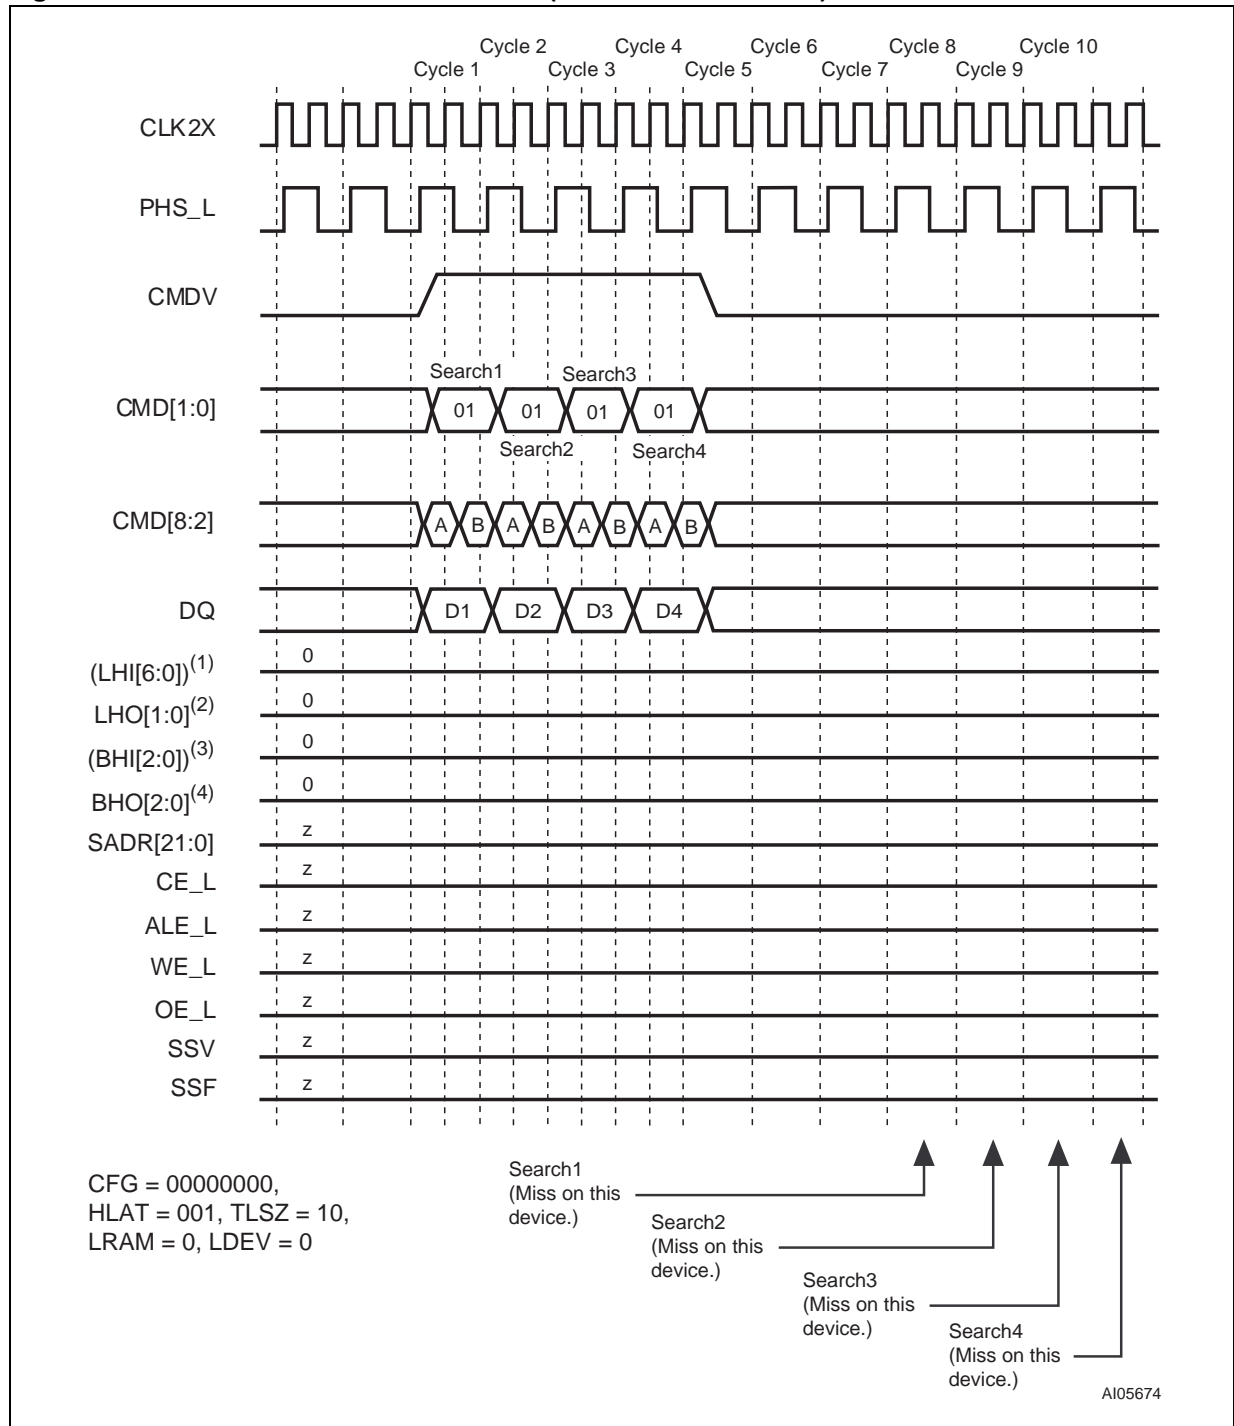 Cycle 2 Cycle 4 Cycle 6 Cycle 8 Cycle 10
Cycle 1 Cycle 3 Cycle 5 Cycle 7 Cycle 9
CLK2X
PHS_L
CMDV
Search1 Search3
CMD[1:0] 01 01 01 01
Search2 Search4
CMD[8:2] A B A B A B A B
DQ D1 D2 D3 D4
(LHI[6:0])(1) 0
LHO[1:0](2) 0
(BHI[2:0])(3) 0
BHO[2:0](4) 0
SADR[21:0] z
CE_L z
ALE_L z
WE_L z
OE_L z
SSV z
SSF z
CFG = 00000000,
HLAT = 001, TLSZ = 10,
LRAM = 0, LDEV = 0
Search1
(Miss on this
device.)
Search2
(Miss on this
device.)
Search3
(Miss on this
device.)
Search4
(Miss on this
device.)
AI05674